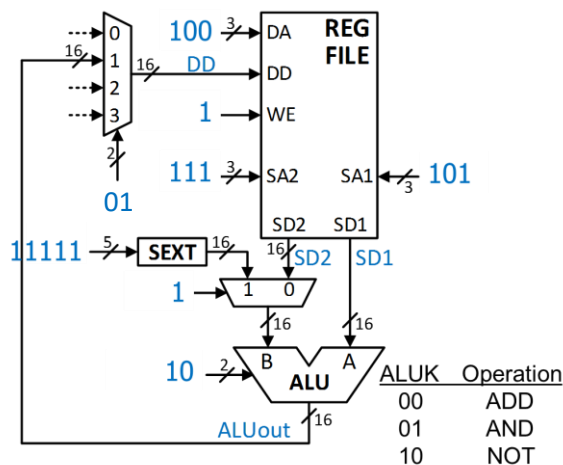 0
100 3 DA REG
FILE
16 1 16 DD DD
2
3
1 WE
2
01
111 3 SA2 SA1 3 101
SD2 SD1
11111 5 SEXT 16 16 SD2 SD1
1 1 0
16 16
B A
10 2 ALU
ALUout 16
ALUK Operation
00 ADD
01 AND
10 NOT